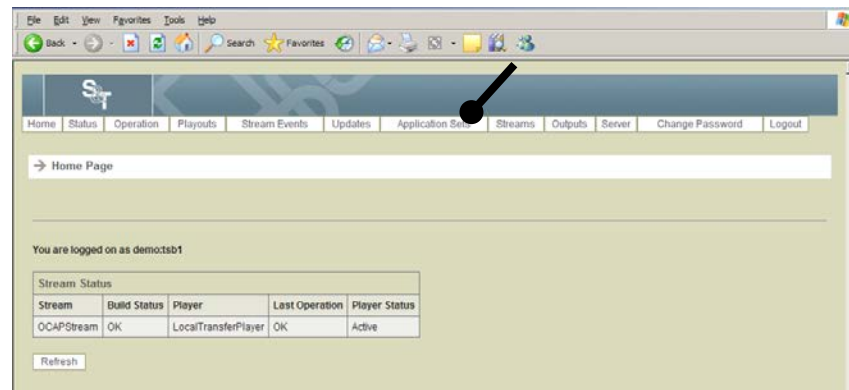 File Edit View Favorites Tools Help
Back Search Favorites
S&T
Home Status Operation Playouts Stream Events Updates Application Sets Streams Outputs Server Change Password Logout
→ Home Page
You are logged on as demo:tsb1
Stream Status
Stream Build Status Player Last Operation Player Status
OCAPStream OK LocalTransferPlayer OK Active
Refresh